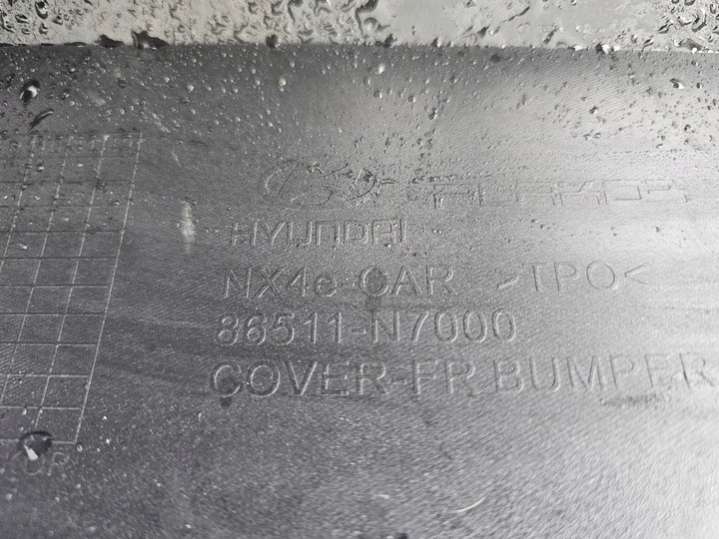 HYUNDAI
NX4e-CAR >TPO<
86511-N7000
COVER-FR BUMPER